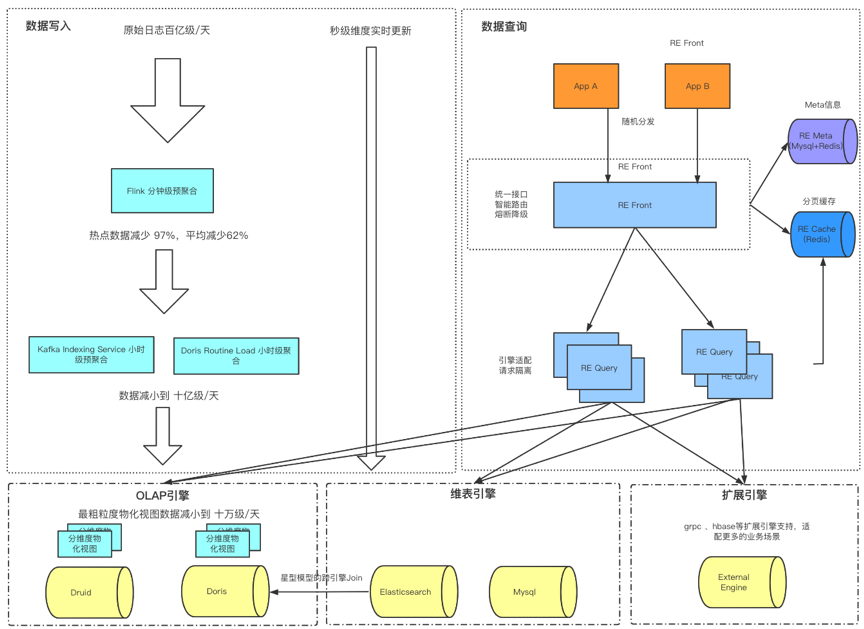 数据写入
原始日志百亿级/天
秒级维度实时更新
Flink 分钟级预聚合
热点数据减少 97%，平均减少62%
Kafka Indexing Service 小时
级预聚合
Doris Routine Load 小时级聚
合
数据减小到 十亿级/天
数据查询
RE Front
App A
App B
随机分发
RE Front
统一接口
智能路由
熔断降级
RE Front
Meta信息
RE Meta
(Mysql+Redis)
分页缓存
RE Cache
(Redis)
引擎适配
请求隔离
RE Query
RE Query
RE Query
OLAP引擎
最粗粒度物化视图数据减小到 十万级/天
分维度物
分维度物
化视图
分维度物
化视图
Druid
Doris
星型模型的跨引擎Join
维表引擎
Elasticsearch
Mysql
扩展引擎
grpc 、hbase等扩展引擎支持，适
配更多的业务场景
External
Engine